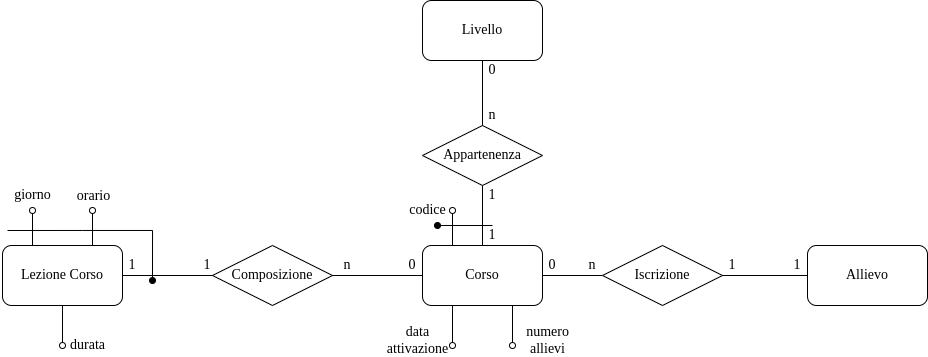 Livello
0
n
Appartenenza
1
giorno
orario
codice
1
1
1
n
0
0
n
1
1
Lezione Corso
Composizione
Corso
Iscrizione
Allievo
durata
data
attivazione
numero
allievi